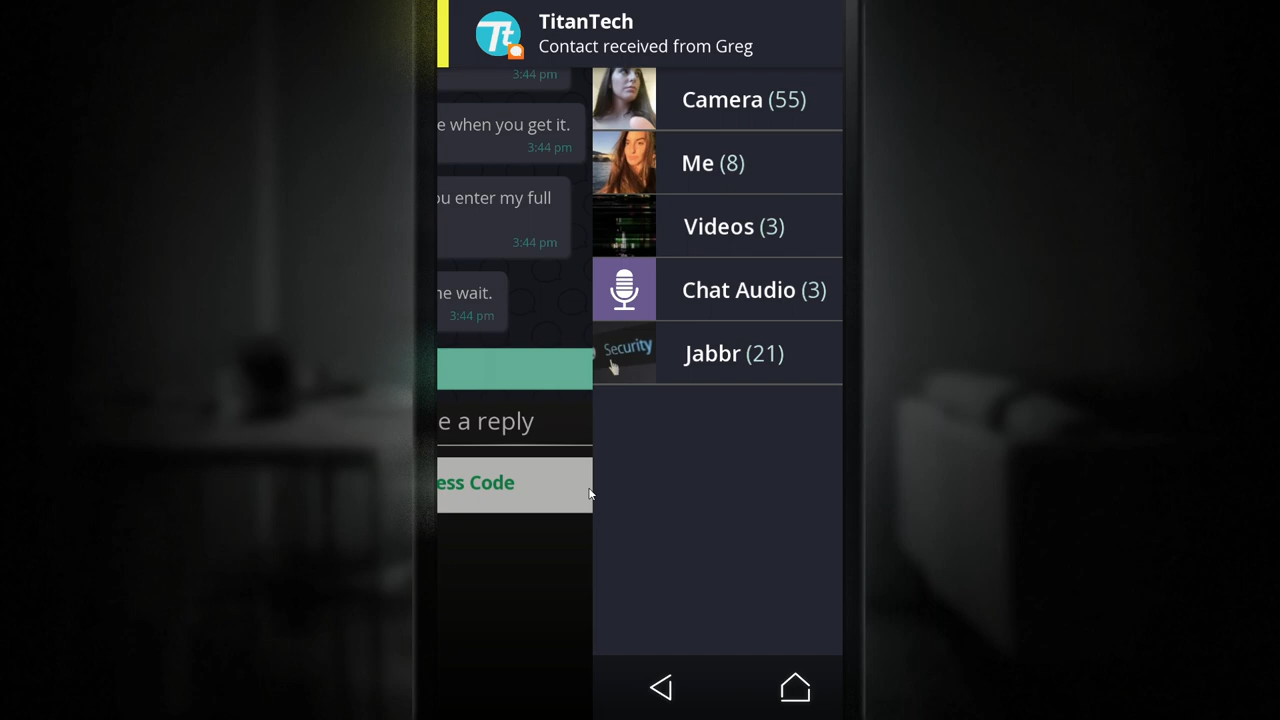 Tt
TitanTech
Contact received from Greg
3:44 pm
e when you get it.
3:44 pm
ou enter my full
3:44 pm
ne wait.
3:44 pm
e a reply
ess Code
Camera (55)
Me (8)
Videos (3)
Chat Audio (3)
Security
Jabbr (21)